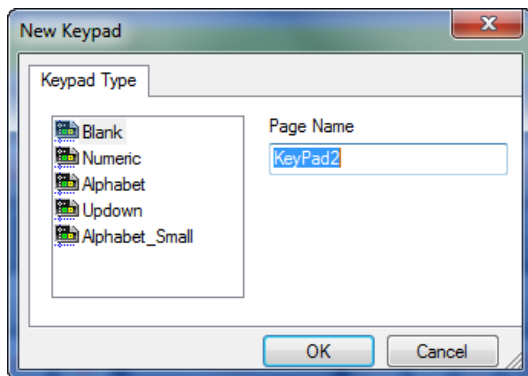 New Keypad
Keypad Type
Blank
Numeric
Alphabet
Updown
Alphabet_Small
Page Name
KeyPad2
OK
Cancel